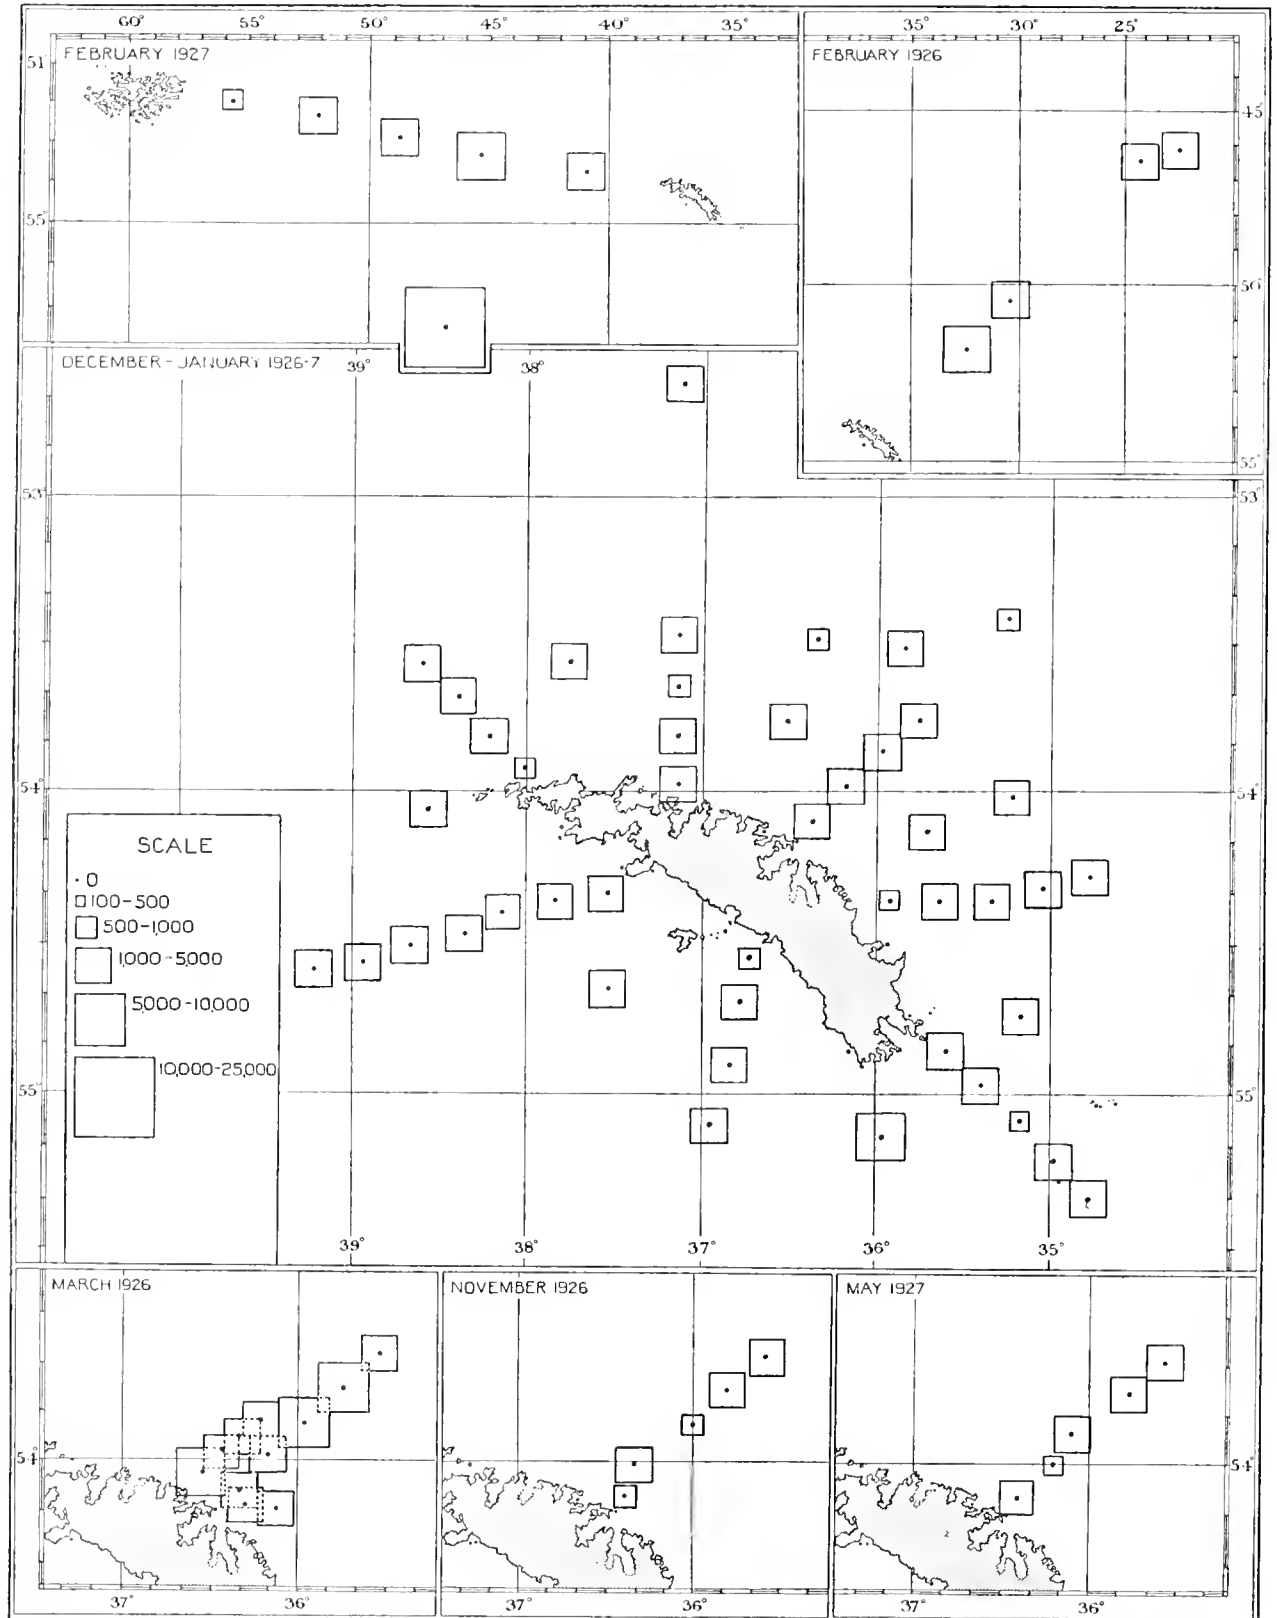 60° 55° 50° 45° 40° 35°
35° 30° 25°
FEBRUARY 1927
FEBRUARY 1926
51°
45°
55°
50°
55°
DECEMBER - JANUARY 1926-7
39° 38°
53° 53°
54° 54°
SCALE
0
100-500
500-1,000
1,000-5,000
5,000-10,000
10,000-25,000
55° 55°
39° 38° 37° 36° 35°
MARCH 1926
NOVEMBER 1926
MAY 1927
54° 54°
37° 36° 37° 36° 37° 36°